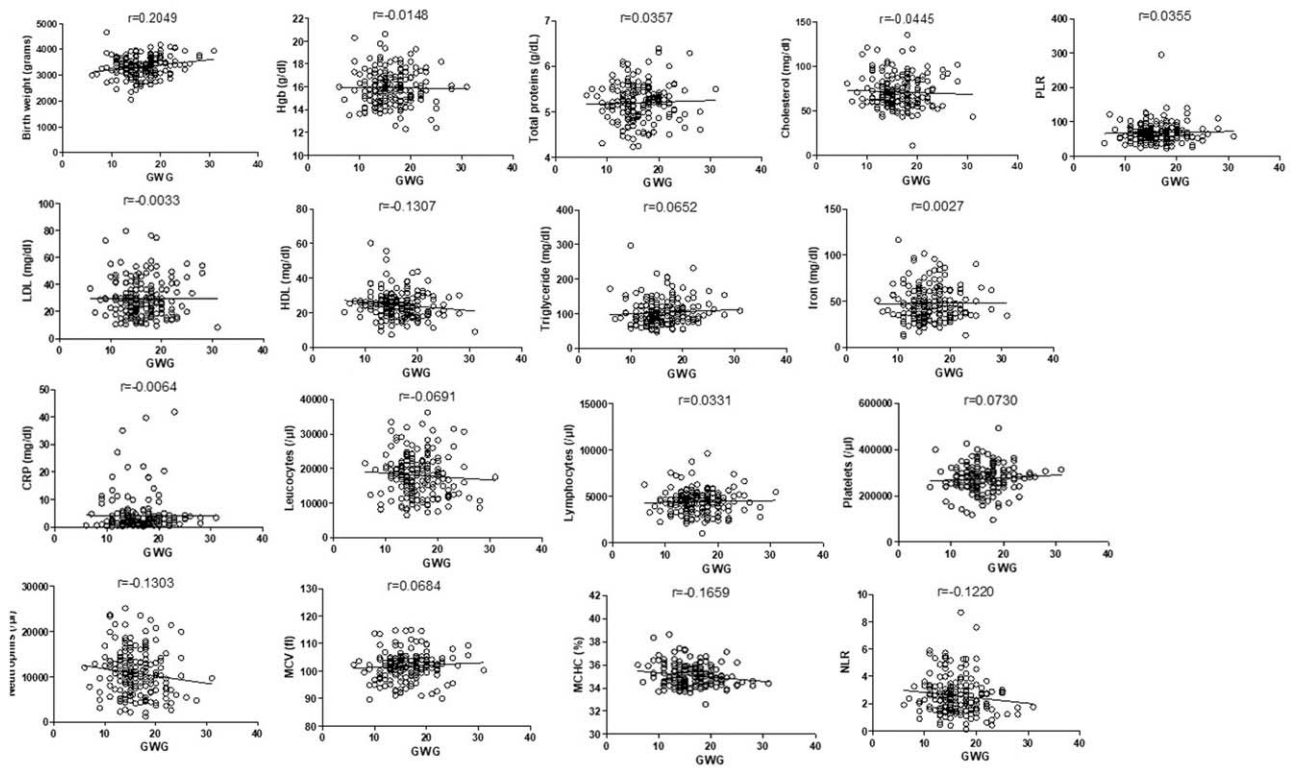 r=0.2049
Birth weight (grams)
5000
4000
3000
2000
1000
0
0 10 20 30 40
GWG
r=-0.0148
Hgb (g/dl)
22
20
18
16
14
12
10
0 10 20 30 40
GWG
r=0.0357
Total proteins (g/dL)
7
6
5
4
0 10 20 30 40
GWG
r=-0.0445
Cholesterol (mg/dl)
150
100
50
0
0 10 20 30 40
GWG
r=0.0355
PLR
400
300
200
100
0
0 10 20 30 40
GWG
r=-0.0033
LDL (mg/dl)
100
80
60
40
20
0
0 10 20 30 40
GWG
r=-0.1307
HDL (mg/dl)
80
60
40
20
0
0 10 20 30 40
GWG
r=0.0652
Triglyceride (mg/dl)
400
300
200
100
0
0 10 20 30 40
GWG
r=0.0027
Iron (mg/dl)
150
100
50
0
0 10 20 30 40
GWG
r=-0.0064
CRP (mg/dl)
50
40
30
20
10
0
0 10 20 30 40
GWG
r=-0.0691
Leucocytes (/µl)
40000
30000
20000
10000
0
0 10 20 30 40
GWG
r=0.0331
Lymphocytes (/µl)
15000
10000
5000
0
0 10 20 30 40
GWG
r=0.0730
Platelets (/µl)
600000
400000
200000
0
0 10 20 30 40
GWG
r=-0.1303
Neutrophils (/µl)
30000
20000
10000
0
0 10 20 30 40
GWG
r=0.0684
MCV (fl)
130
120
110
100
90
80
0 10 20 30 40
GWG
r=-0.1659
MCHC (%)
42
40
38
36
34
32
30
0 10 20 30 40
GWG
r=-0.1220
NLR
10
8
6
4
2
0
0 10 20 30 40
GWG